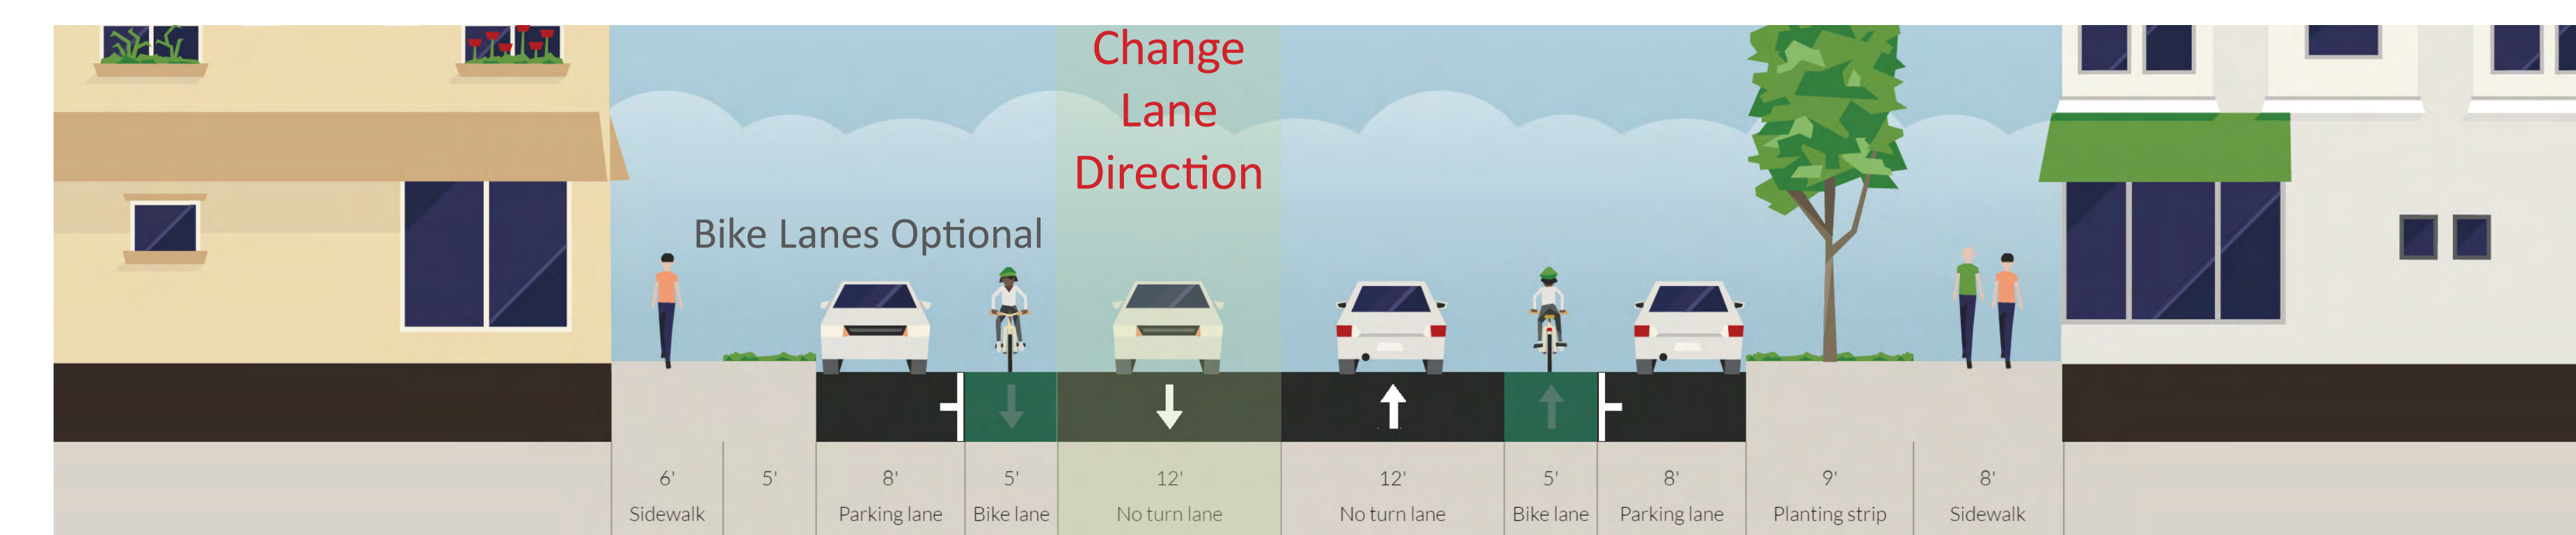 Change
Lane
Direction
Bike Lanes Optional
6' 5' 8' 5' 12' 12' 5' 8' 9' 8'
Sidewalk Parking lane Bike lane No turn lane No turn lane Bike lane Parking lane Planting strip Sidewalk